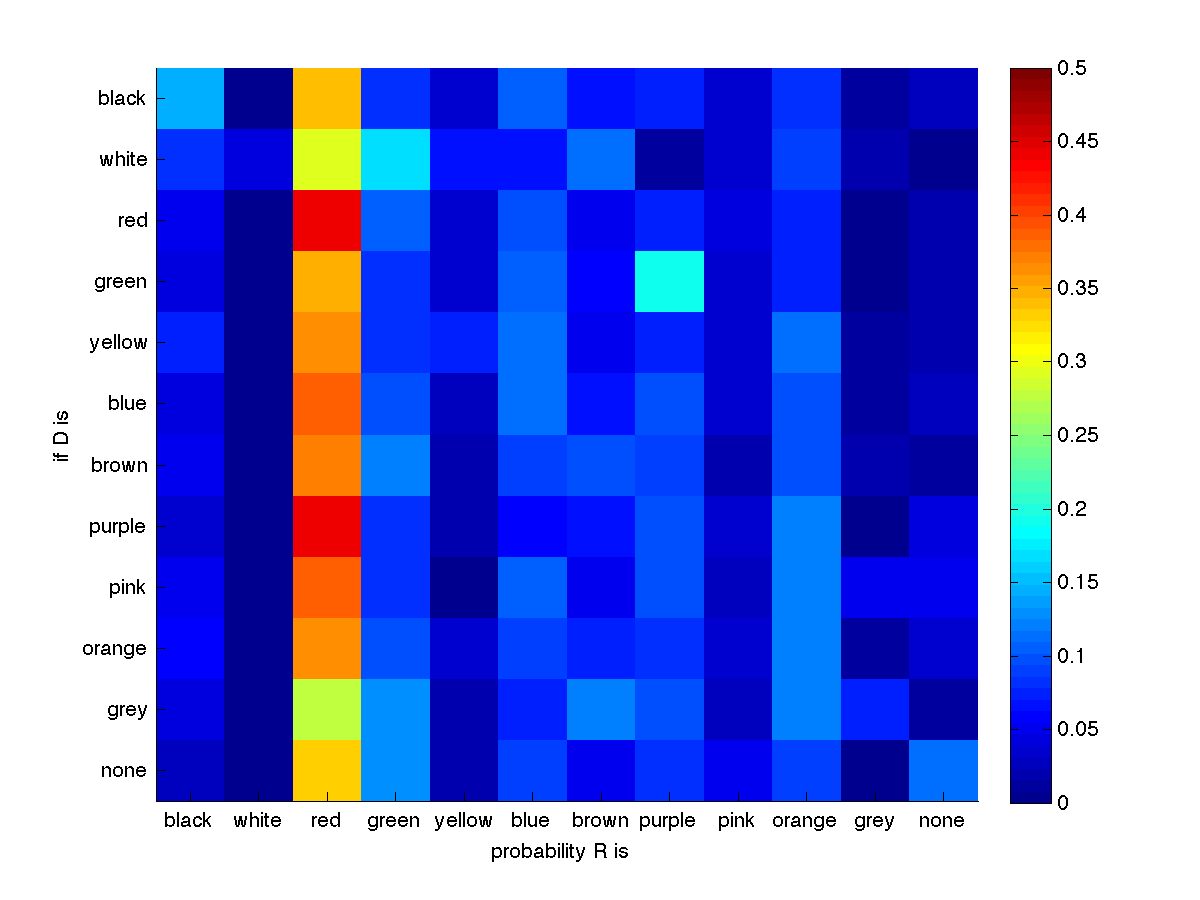 black
white
red
green
yellow
blue
brown
purple
pink
orange
grey
none
if D is
black white red green yellow blue brown purple pink orange grey none
probability R is
0.5
0.45
0.4
0.35
0.3
0.25
0.2
0.15
0.1
0.05
0